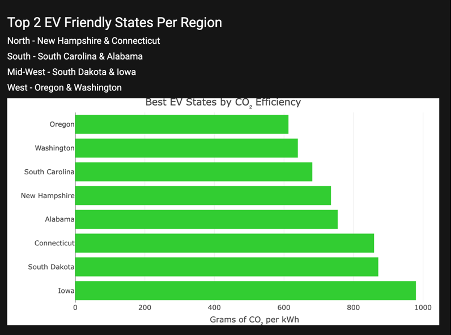 Top 2 EV Friendly States Per Region
North - New Hampshire & Connecticut
South - South Carolina & Alabama
Mid-West - South Dakota & Iowa
West - Oregon & Washington
Best EV States by CO₂ Efficiency
Oregon
Washington
South Carolina
New Hampshire
Alabama
Connecticut
South Dakota
Iowa
0 200 400 600 800 1000
Grams of CO₂ per kWh